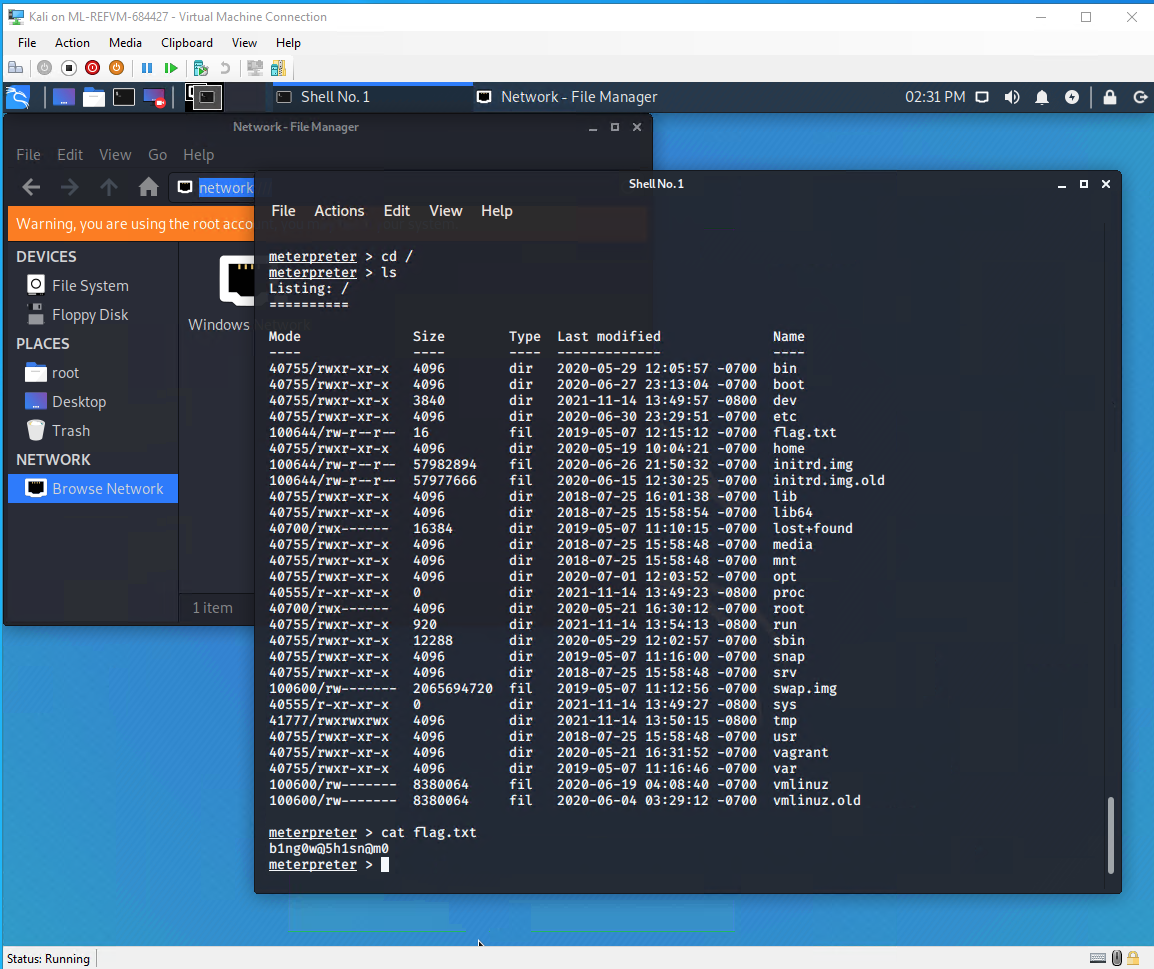 Kali on ML-REFVM-684427 - Virtual Machine Connection
File Action Media Clipboard View Help
Shell No. 1 Network - File Manager 02:31 PM
Network - File Manager
File Edit View Go Help
network
Warning, you are using the root acco
DEVICES
File System
Floppy Disk
PLACES
root
Desktop
Trash
NETWORK
Browse Network
Windows
1 item
Shell No. 1
File Actions Edit View Help
meterpreter > cd /
meterpreter > ls
Listing: /
==========
Mode Size Type Last modified Name
---- ---- ---- ------------- ----
40755/rwxr-xr-x 4096 dir 2020-05-29 12:05:57 -0700 bin
40755/rwxr-xr-x 4096 dir 2020-06-27 23:13:04 -0700 boot
40755/rwxr-xr-x 3840 dir 2021-11-14 13:49:57 -0800 dev
40755/rwxr-xr-x 4096 dir 2020-06-30 23:29:51 -0700 etc
100644/rw-r--r-- 16 fil 2019-05-07 12:15:12 -0700 flag.txt
40755/rwxr-xr-x 4096 dir 2020-05-19 10:04:21 -0700 home
100644/rw-r--r-- 57982894 fil 2020-06-26 21:50:32 -0700 initrd.img
100644/rw-r--r-- 57977666 fil 2020-06-15 12:30:25 -0700 initrd.img.old
40755/rwxr-xr-x 4096 dir 2018-07-25 16:01:38 -0700 lib
40755/rwxr-xr-x 4096 dir 2018-07-25 15:58:54 -0700 lib64
40700/rwx------ 16384 dir 2019-05-07 11:10:15 -0700 lost+found
40755/rwxr-xr-x 4096 dir 2018-07-25 15:58:48 -0700 media
40755/rwxr-xr-x 4096 dir 2018-07-25 15:58:48 -0700 mnt
40755/rwxr-xr-x 4096 dir 2020-07-01 12:03:52 -0700 opt
40555/r-xr-xr-x 0 dir 2021-11-14 13:49:23 -0800 proc
40700/rwx------ 4096 dir 2020-05-21 16:30:12 -0700 root
40755/rwxr-xr-x 920 dir 2021-11-14 13:54:13 -0800 run
40755/rwxr-xr-x 12288 dir 2020-05-29 12:02:57 -0700 sbin
40755/rwxr-xr-x 4096 dir 2019-05-07 11:16:00 -0700 snap
40755/rwxr-xr-x 4096 dir 2018-07-25 15:58:48 -0700 srv
100600/rw------- 2065694720 fil 2019-05-07 11:12:56 -0700 swap.img
40555/r-xr-xr-x 0 dir 2021-11-14 13:49:27 -0800 sys
41777/rwxrwxrwx 4096 dir 2021-11-14 13:50:15 -0800 tmp
40755/rwxr-xr-x 4096 dir 2018-07-25 15:58:48 -0700 usr
40755/rwxr-xr-x 4096 dir 2020-05-21 16:31:52 -0700 vagrant
40755/rwxr-xr-x 4096 dir 2019-05-07 11:16:46 -0700 var
100600/rw------- 8380064 fil 2020-06-19 04:08:40 -0700 vmlinuz
100600/rw------- 8380064 fil 2020-06-04 03:29:12 -0700 vmlinuz.old
meterpreter > cat flag.txt
b1ng0w@5h1sn@m0
meterpreter >
Status: Running